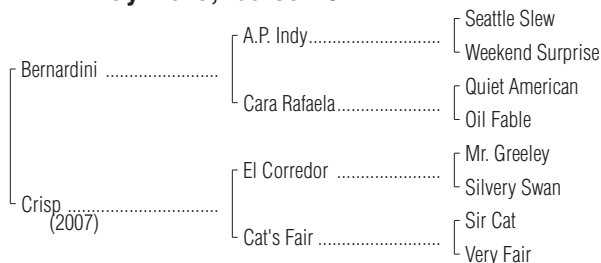 A.P. Indy
Seattle Slew
Weekend Surprise
Bernardini
Cara Rafaela
Quiet American
Oil Fable
El Corredor
Mr. Greeley
Silvery Swan
Crisp
(2007)
Cat's Fair
Sir Cat
Very Fair